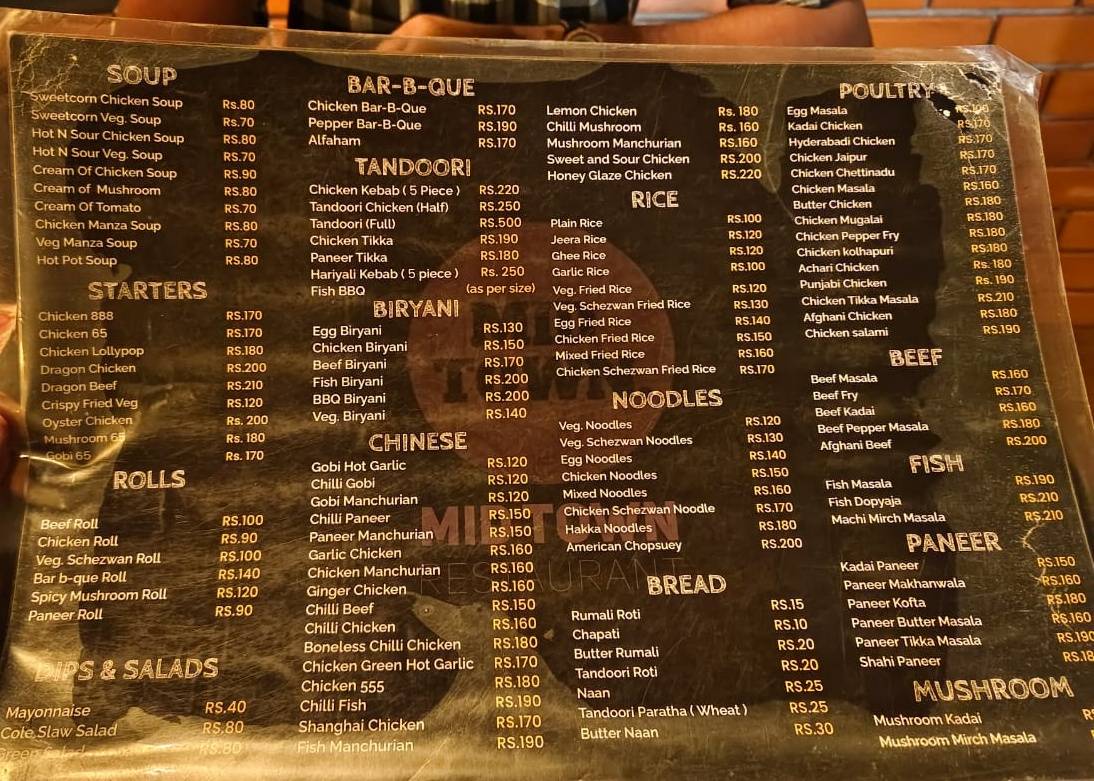 SOUP
Sweetcorn Chicken Soup Rs.80
Sweetcorn Veg. Soup Rs.70
Hot N Sour Chicken Soup RS.80
Hot N Sour Veg. Soup RS.70
Cream Of Chicken Soup RS.90
Cream of Mushroom RS.80
Cream Of Tomato RS.70
Chicken Manza Soup RS.80
Veg Manza Soup RS.70
Hot Pot Soup RS.80
STARTERS
Chicken 888 RS.170
Chicken 65 RS.170
Chicken Lollypop RS.180
Dragon Chicken RS.200
Dragon Beef RS.210
Crispy Fried Veg RS.120
Oyster Chicken Rs. 200
Mushroom 65 Rs. 180
Gobi 65 Rs. 170
ROLLS
Beef Roll RS.100
Chicken Roll RS.90
Veg. Schezwan Roll RS.100
Bar b-que Roll RS.140
Spicy Mushroom Roll RS.120
Paneer Roll RS.90
DIPS & SALADS
Mayonnaise RS.40
Cole Slaw Salad RS.80
Green Salad RS.80
BAR-B-QUE
Chicken Bar-B-Que RS.170
Pepper Bar-B-Que RS.190
Alfaham RS.170
TANDOORI
Chicken Kebab ( 5 Piece ) RS.220
Tandoori Chicken (Half) RS.250
Tandoori (Full) RS.500
Chicken Tikka RS.190
Paneer Tikka RS.180
Hariyali Kebab ( 5 piece ) Rs. 250
Fish BBQ (as per size)
BIRYANI
Egg Biryani RS.130
Chicken Biryani RS.150
Beef Biryani RS.170
Fish Biryani RS.200
BBQ Biryani RS.200
Veg. Biryani RS.140
CHINESE
Gobi Hot Garlic RS.120
Chilli Gobi RS.120
Gobi Manchurian RS.120
Chilli Paneer RS.150
Paneer Manchurian RS.150
Garlic Chicken RS.160
Chicken Manchurian RS.160
Ginger Chicken RS.160
Chilli Beef RS.150
Chilli Chicken RS.160
Boneless Chilli Chicken RS.180
Chicken Green Hot Garlic RS.170
Chicken 555 RS.180
Chilli Fish RS.190
Shanghai Chicken RS.170
Fish Manchurian RS.190
Lemon Chicken Rs. 180
Chilli Mushroom Rs. 160
Mushroom Manchurian RS.160
Sweet and Sour Chicken RS.200
Honey Glaze Chicken RS.220
RICE
Plain Rice RS.100
Jeera Rice RS.120
Ghee Rice RS.120
Garlic Rice RS.100
Veg. Fried Rice RS.120
Veg. Schezwan Fried Rice RS.130
Egg Fried Rice RS.140
Chicken Fried Rice RS.150
Mixed Fried Rice RS.160
Chicken Schezwan Fried Rice RS.170
NOODLES
Veg. Noodles RS.120
Veg. Schezwan Noodles RS.130
Egg Noodles RS.140
Chicken Noodles RS.150
Mixed Noodles RS.160
Chicken Schezwan Noodle RS.170
Hakka Noodles RS.180
American Chopsuey RS.200
MIDTOWN
RESTAURANT
BREAD
Rumali Roti RS.15
Chapati RS.10
Butter Rumali RS.20
Tandoori Roti RS.20
Naan RS.25
Tandoori Paratha ( Wheat ) RS.25
Butter Naan RS.30
POULTRY
Egg Masala RS.100
Kadai Chicken RS.170
Hyderabadi Chicken RS.170
Chicken Jaipur RS.170
Chicken Chettinadu RS.170
Chicken Masala RS.160
Butter Chicken RS.180
Chicken Mugalai RS.180
Chicken Pepper Fry RS.180
Chicken kolhapuri RS.180
Achari Chicken Rs. 180
Punjabi Chicken Rs. 190
Chicken Tikka Masala RS.210
Afghani Chicken RS.180
Chicken salami RS.190
BEEF
Beef Masala RS.160
Beef Fry RS.170
Beef Kadai RS.160
Beef Pepper Masala RS.180
Afghani Beef RS.200
FISH
Fish Masala RS.190
Fish Dopyaja RS.210
Machi Mirch Masala RS.210
PANEER
Kadai Paneer RS.150
Paneer Makhanwala RS.160
Paneer Kofta RS.180
Paneer Butter Masala RS.160
Paneer Tikka Masala RS.190
Shahi Paneer RS.18
MUSHROOM
Mushroom Kadai
Mushroom Mirch Masala